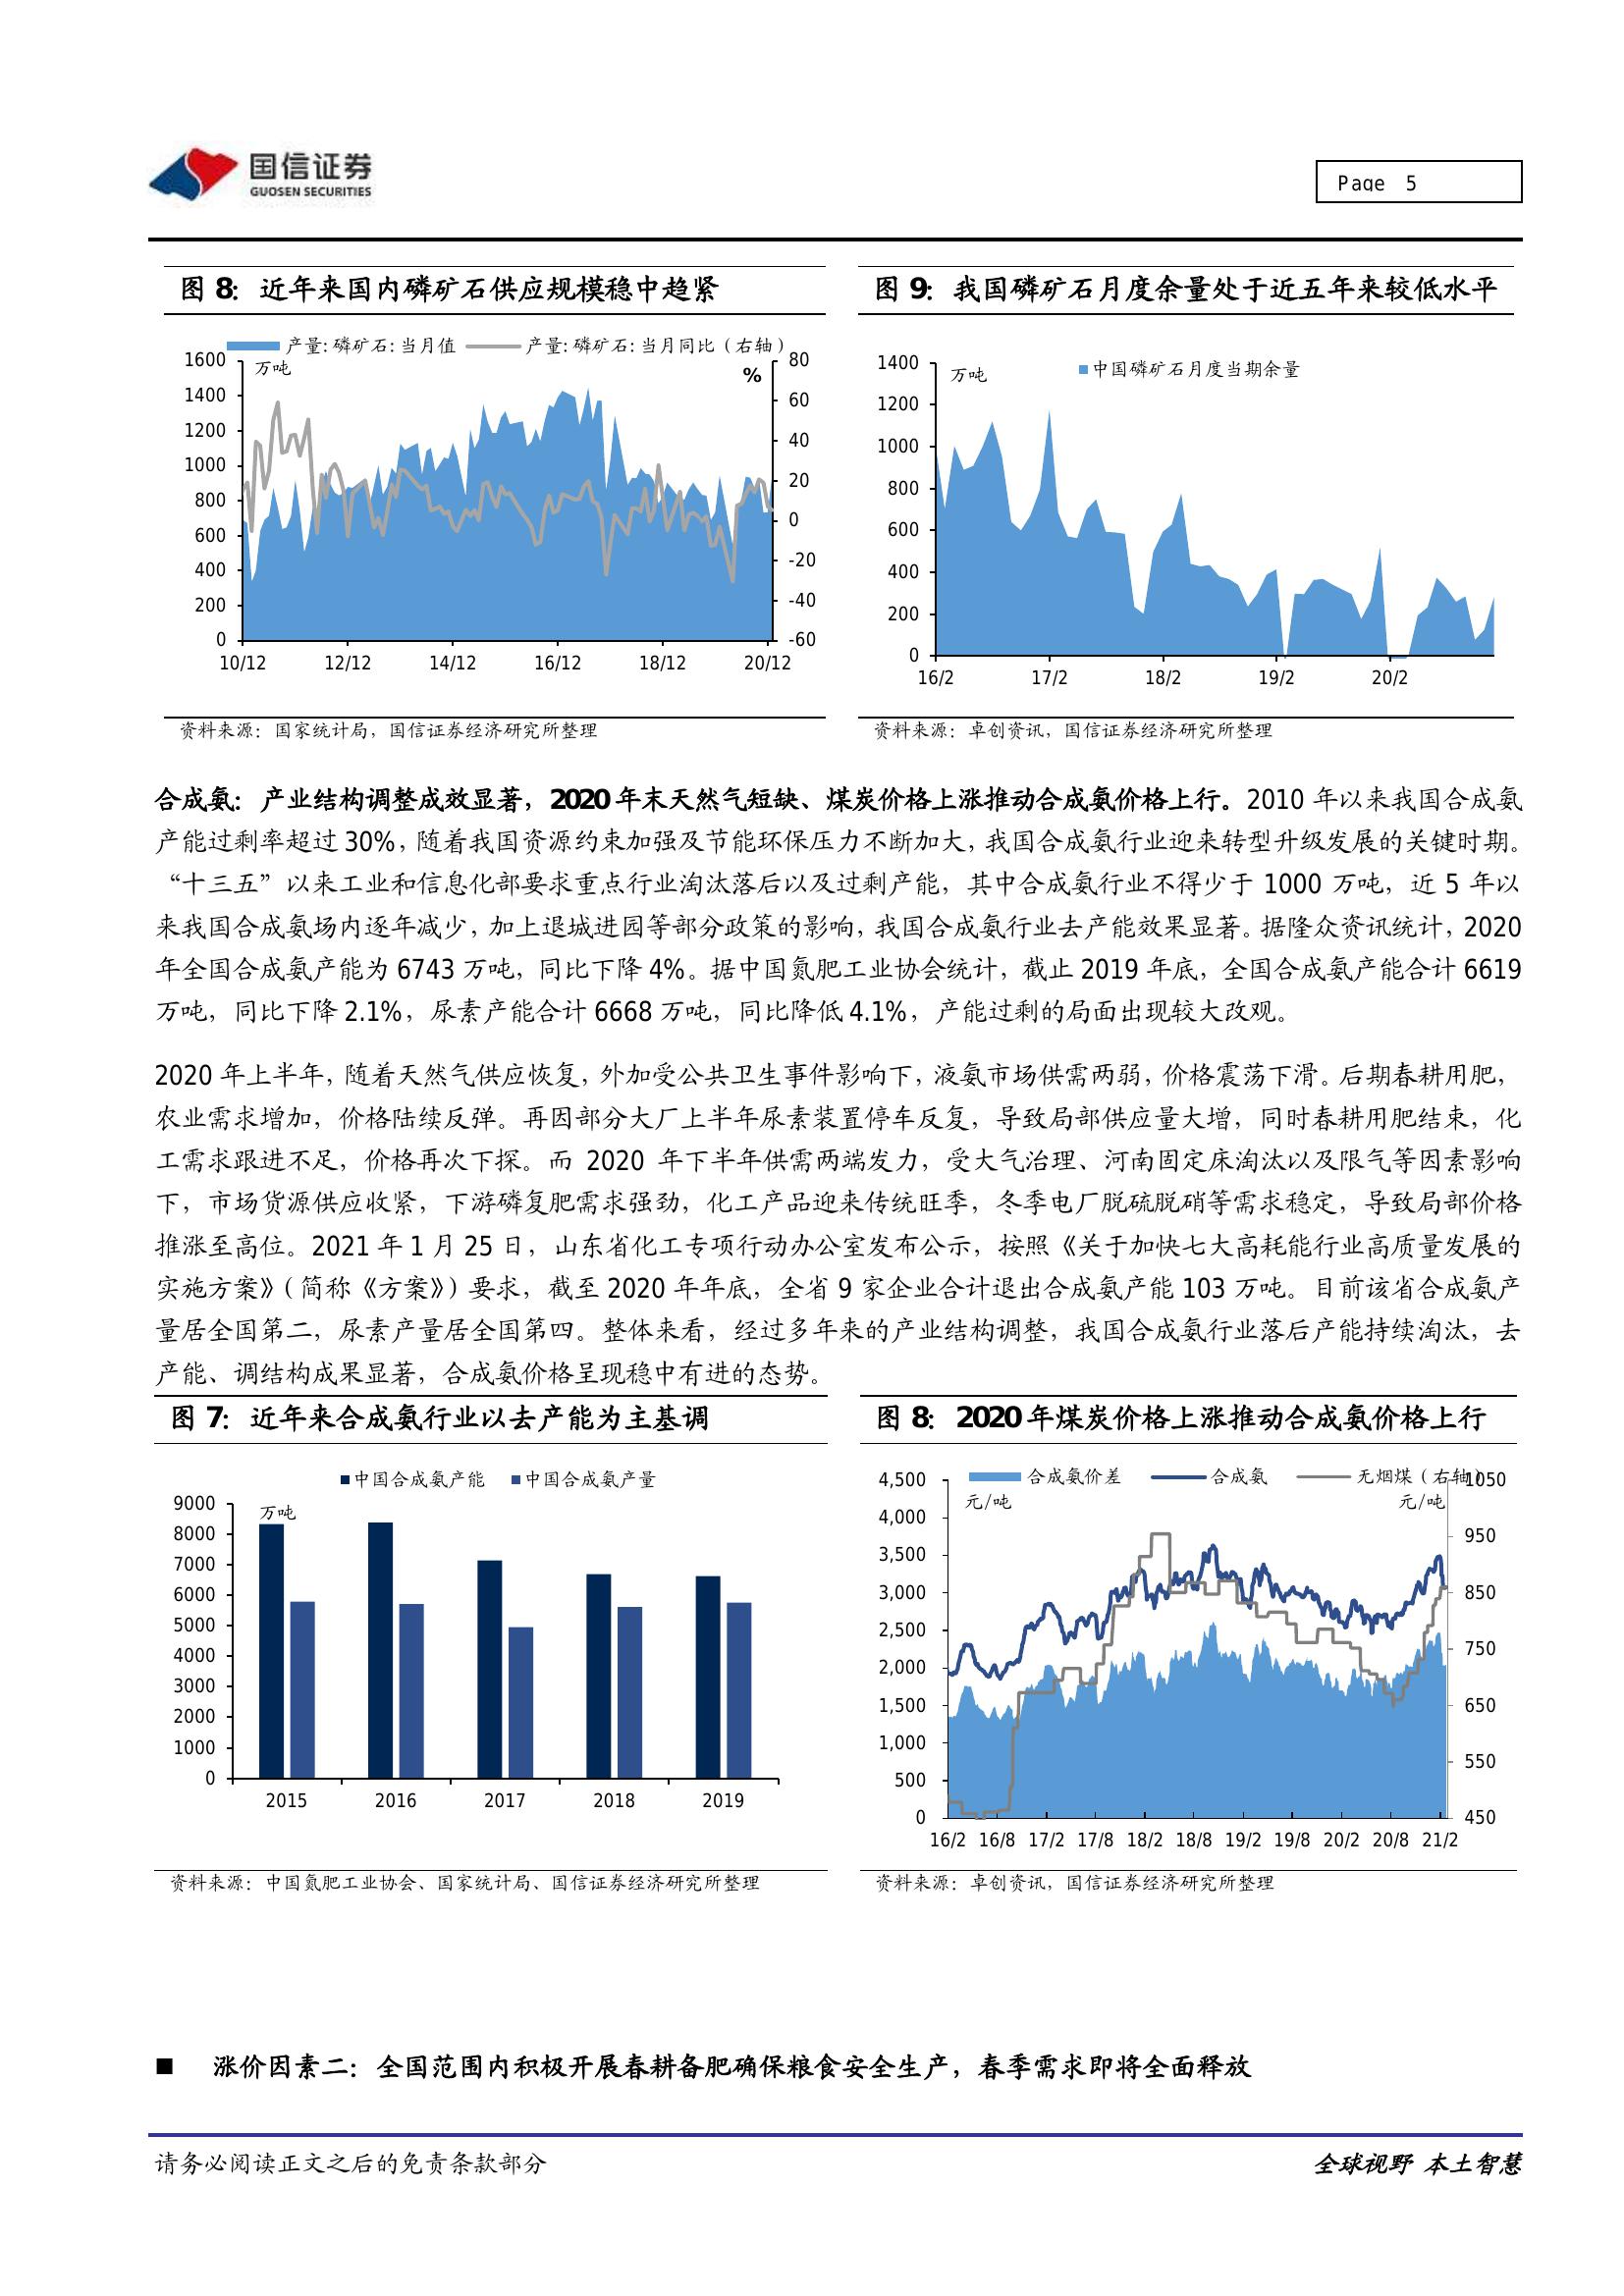 国信证券
GUOSEN SECURITIES
Page 5
图 8：近年来国内磷矿石供应规模稳中趋紧
产量:磷矿石:当月值 产量:磷矿石:当月同比（右轴）
万吨
%
1600
1400
1200
1000
800
600
400
200
0
80
60
40
20
0
-20
-40
-60
10/12 12/12 14/12 16/12 18/12 20/12
资料来源：国家统计局，国信证券经济研究所整理
图 9：我国磷矿石月度余量处于近五年来较低水平
中国磷矿石月度当期余量
万吨
1400
1200
1000
800
600
400
200
0
16/2 17/2 18/2 19/2 20/2
资料来源：卓创资讯，国信证券经济研究所整理
合成氨：产业结构调整成效显著，2020 年末天然气短缺、煤炭价格上涨推动合成氨价格上行。2010 年以来我国合成氨
产能过剩率超过 30%，随着我国资源约束加强及节能环保压力不断加大，我国合成氨行业迎来转型升级发展的关键时期。
“十三五”以来工业和信息化部要求重点行业淘汰落后以及过剩产能，其中合成氨行业不得少于 1000 万吨，近 5 年以
来我国合成氨场内逐年减少，加上退城进园等部分政策的影响，我国合成氨行业去产能效果显著。据隆众资讯统计，2020
年全国合成氨产能为 6743 万吨，同比下降 4%。据中国氮肥工业协会统计，截止 2019 年底，全国合成氨产能合计 6619
万吨，同比下降 2.1%，尿素产能合计 6668 万吨，同比降低 4.1%，产能过剩的局面出现较大改观。
2020 年上半年，随着天然气供应恢复，外加受公共卫生事件影响下，液氨市场供需两弱，价格震荡下滑。后期春耕用肥，
农业需求增加，价格陆续反弹。再因部分大厂上半年尿素装置停车反复，导致局部供应量大增，同时春耕用肥结束，化
工需求跟进不足，价格再次下探。而 2020 年下半年供需两端发力，受大气治理、河南固定床淘汰以及限气等因素影响
下，市场货源供应收紧，下游磷复肥需求强劲，化工产品迎来传统旺季，冬季电厂脱硫脱硝等需求稳定，导致局部价格
推涨至高位。2021 年 1 月 25 日，山东省化工专项行动办公室发布公示，按照《关于加快七大高耗能行业高质量发展的
实施方案》（简称《方案》）要求，截至 2020 年年底，全省 9 家企业合计退出合成氨产能 103 万吨。目前该省合成氨产
量居全国第二，尿素产量居全国第四。整体来看，经过多年来的产业结构调整，我国合成氨行业落后产能持续淘汰，去
产能、调结构成果显著，合成氨价格呈现稳中有进的态势。
图 7：近年来合成氨行业以去产能为主基调
中国合成氨产能 中国合成氨产量
万吨
9000
8000
7000
6000
5000
4000
3000
2000
1000
0
2015 2016 2017 2018 2019
资料来源：中国氮肥工业协会、国家统计局、国信证券经济研究所整理
图 8：2020 年煤炭价格上涨推动合成氨价格上行
合成氨价差 合成氨 无烟煤（右轴）
元/吨 元/吨
4,500
4,000
3,500
3,000
2,500
2,000
1,500
1,000
500
0
1050
950
850
750
650
550
450
16/2 16/8 17/2 17/8 18/2 18/8 19/2 19/8 20/2 20/8 21/2
资料来源：卓创资讯，国信证券经济研究所整理
■ 涨价因素二：全国范围内积极开展春耕备肥确保粮食安全生产，春季需求即将全面释放
请务必阅读正文之后的免责条款部分
全球视野 本土智慧